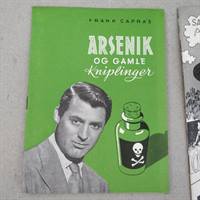 FRANK CAPRAS
ARSENIK
OG GAMLE
Kniplinger